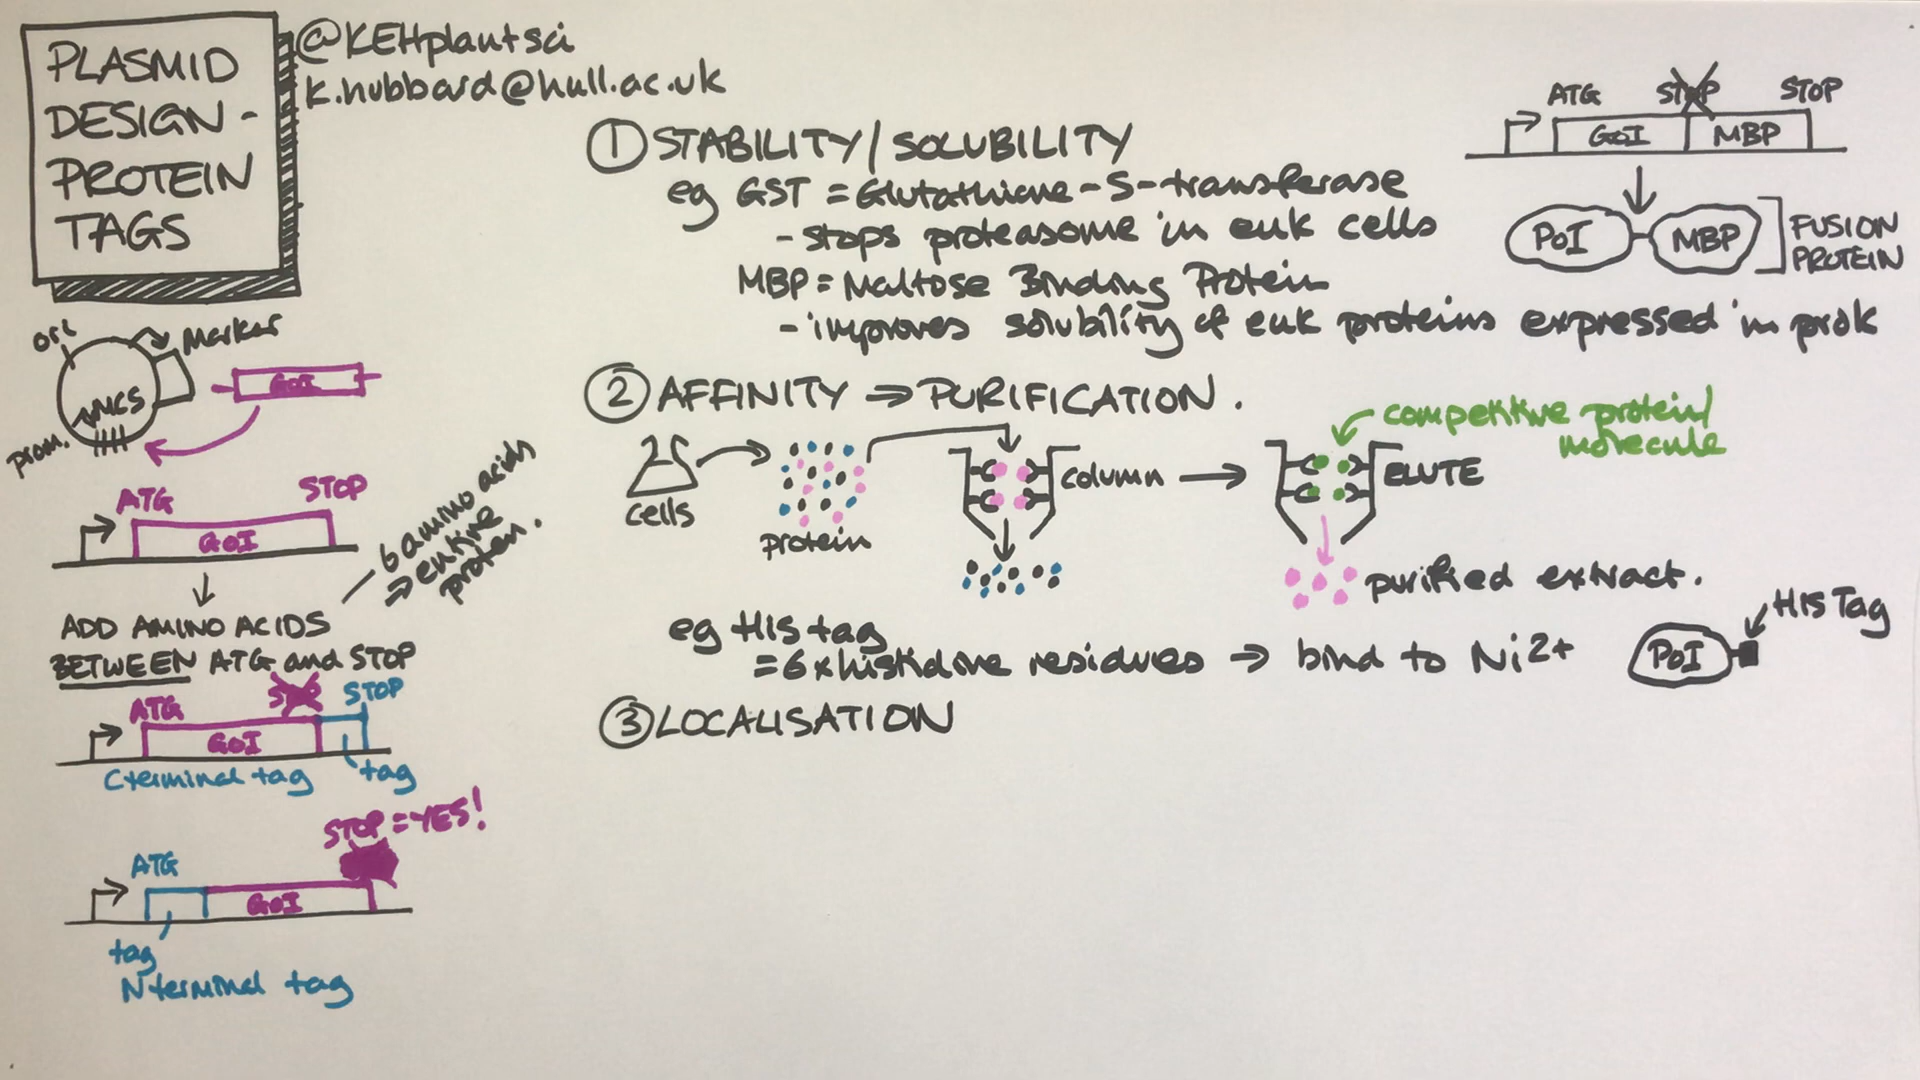 PLASMID
DESIGN -
PROTEIN
TAGS
@KEHplantsci
k.hubbard@hull.ac.uk
ori
Marker
MCS
prom.
GOI
ATG
STOP
GOI
6 amino acids
⇒ entire
protein.
ADD AMINO ACIDS
BETWEEN ATG and STOP
ATG
STOP
STOP
GOI
C terminal tag
tag
STOP = YES!
ATG
GOI
tag
N terminal tag
① STABILITY/SOLUBILITY
eg GST = Glutathione-S-transferase
- stops proteasome in euk cells
MBP = Maltose Binding Protein
- improves solubility of euk proteins expressed in prok
ATG
STOP
STOP
GOI
MBP
POI
MBP
FUSION
PROTEIN
② AFFINITY ⇒ PURIFICATION.
competitive protein/
molecule
cells
protein
column
ELUTE
purified extract.
eg His tag
= 6 x histidine residues → bind to Ni2+
POI
HIS Tag
③ LOCALISATION